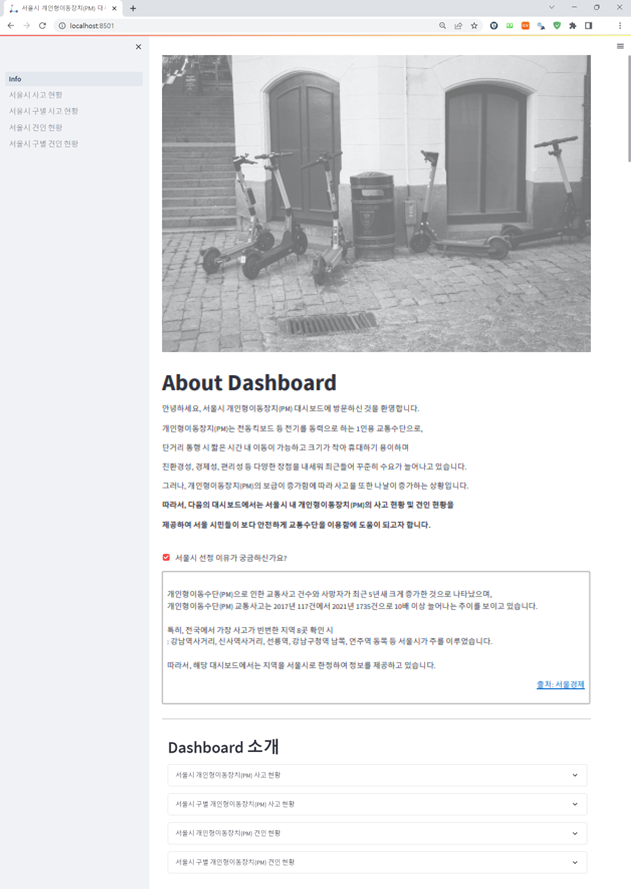 서울시 개인형이동장치(PM) 대시
localhost:8501
Info
서울시 사고 현황
서울시 구별 사고 현황
서울시 견인 현황
서울시 구별 견인 현황
About Dashboard
안녕하세요, 서울시 개인형이동장치(PM) 대시보드에 방문하신 것을 환영합니다.
개인형이동장치(PM)는 전동킥보드 등 전기를 동력으로 하는 1인용 교통수단으로,
단거리 통행 시 짧은 시간 내 이동이 가능하고 크기가 작아 휴대하기 용이하며
친환경성, 경제성, 편리성 등 다양한 장점을 내세워 최근들어 꾸준히 수요가 늘어나고 있습니다.
그러나, 개인형이동장치(PM)의 보급이 증가함에 따라 사고율 또한 나날이 증가하는 상황입니다.
따라서, 다음의 대시보드에서는 서울시 내 개인형이동장치(PM)의 사고 현황 및 견인 현황을
제공하여 서울 시민들이 보다 안전하게 교통수단을 이용함에 도움이 되고자 합니다.
서울시 선정 이유가 궁금하신가요?
개인형이동수단(PM)으로 인한 교통사고 건수와 사망자가 최근 5년새 크게 증가한 것으로 나타났으며,
개인형이동수단(PM) 교통사고는 2017년 117건에서 2021년 1735건으로 10배 이상 늘어나는 추이를 보이고 있습니다.
특히, 전국에서 가장 사고가 빈번한 지역 8곳 확인 시
: 강남역사거리, 신사역사거리, 선릉역, 강남구청역 남쪽, 언주역 동쪽 등 서울시가 주를 이루었습니다.
따라서, 해당 대시보드에서는 지역을 서울시로 한정하여 정보를 제공하고 있습니다.
출처: 서울경제
Dashboard 소개
서울시 개인형이동장치(PM) 사고 현황
서울시 구별 개인형이동장치(PM) 사고 현황
서울시 개인형이동장치(PM) 견인 현황
서울시 구별 개인형이동장치(PM) 견인 현황